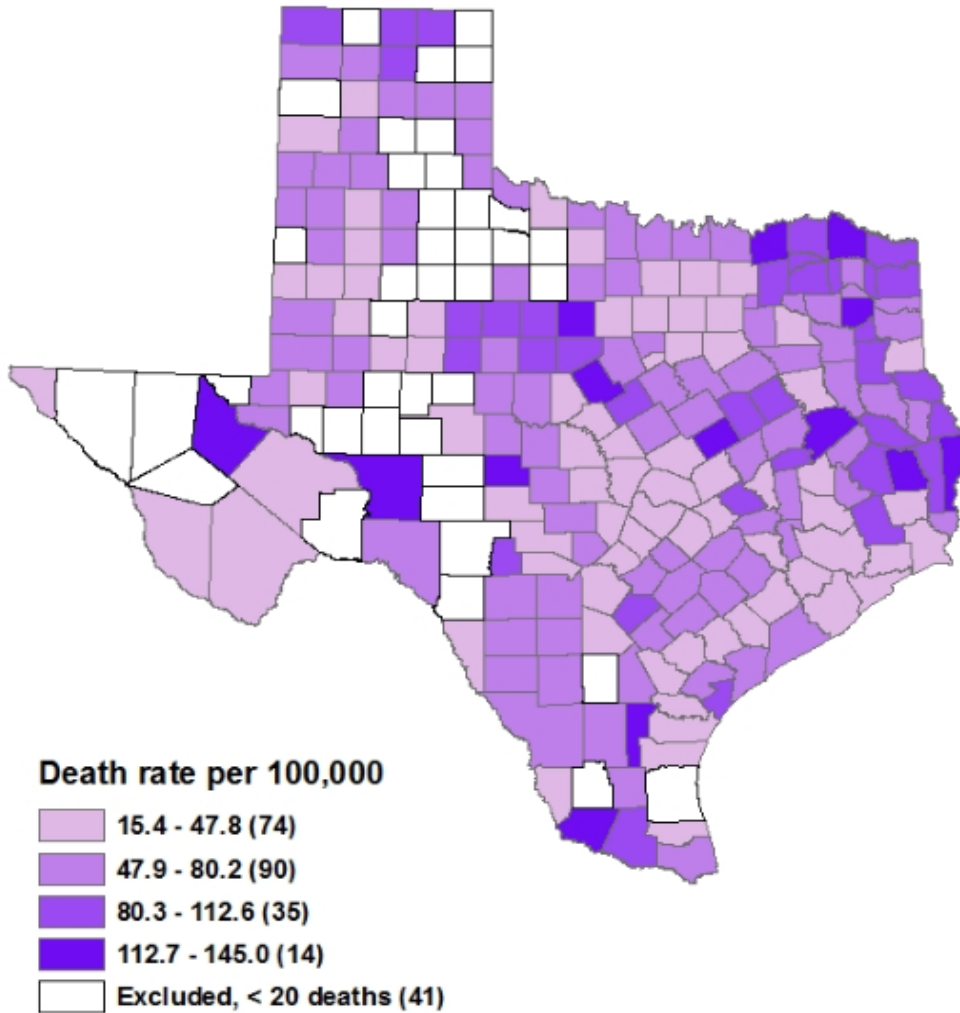 Death rate per 100,000
15.4 - 47.8 (74)
47.9 - 80.2 (90)
80.3 - 112.6 (35)
112.7 - 145.0 (14)
Excluded, < 20 deaths (41)